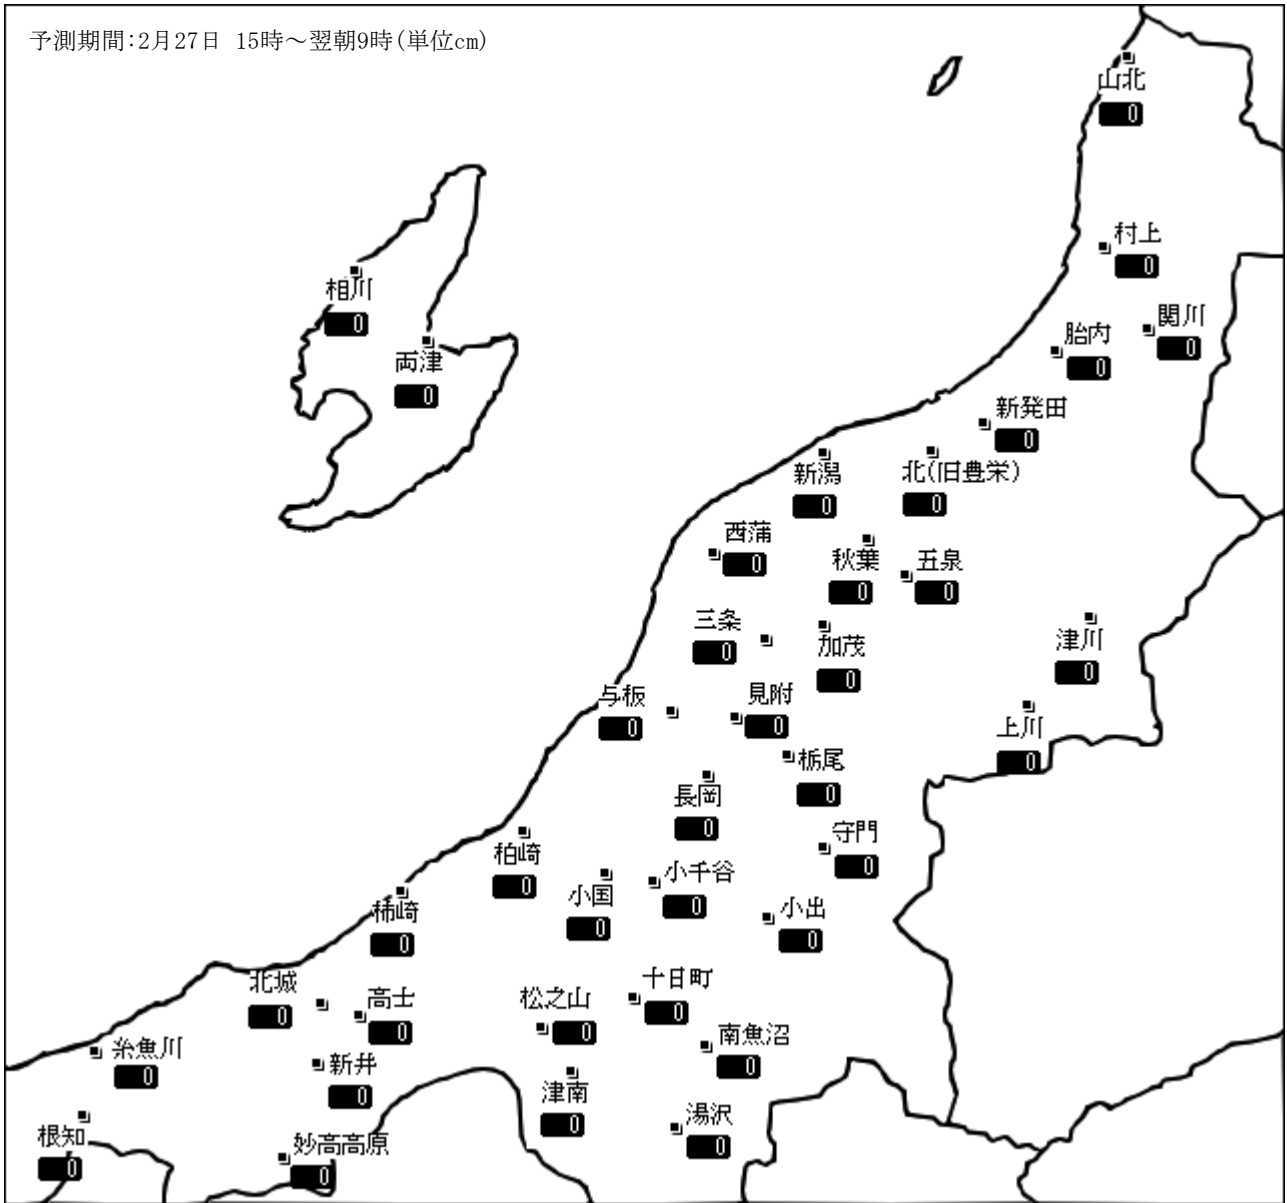 予測期間:2月27日 15時～翌朝9時(単位cm)
山北
0
村上
0
相川
0
関川
0
胎内
0
両津
0
新発田
0
新潟
0
北(旧豊栄)
0
西蒲
0
秋葉
0
五泉
0
三条
0
加茂
0
津川
0
与板
0
見附
0
上川
0
栃尾
0
長岡
0
守門
0
柏崎
0
小国
0
小千谷
0
小出
0
柿崎
0
北城
0
高士
0
松之山
0
十日町
0
南魚沼
0
糸魚川
0
新井
0
津南
0
湯沢
0
根知
0
妙高高原
0